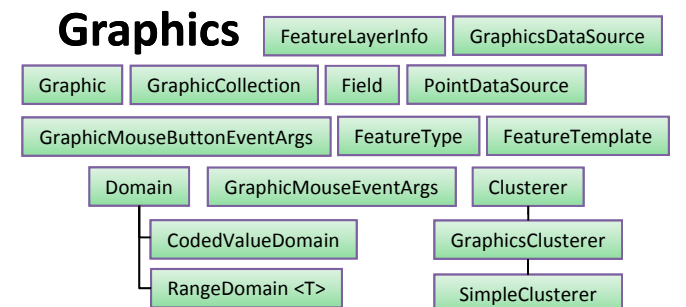 Graphics FeatureLayerInfo GraphicsDataSource
Graphic GraphicCollection Field PointDataSource
GraphicMouseButtonEventArgs FeatureType FeatureTemplate
Domain GraphicMouseEventArgs Clusterer
CodedValueDomain GraphicsClusterer
RangeDomain <T> SimpleClusterer